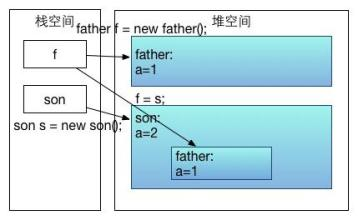 栈空间
堆空间
father f = new father();
f
father:
a=1
f = s;
son
son:
a=2
son s = new son();
father:
a=1